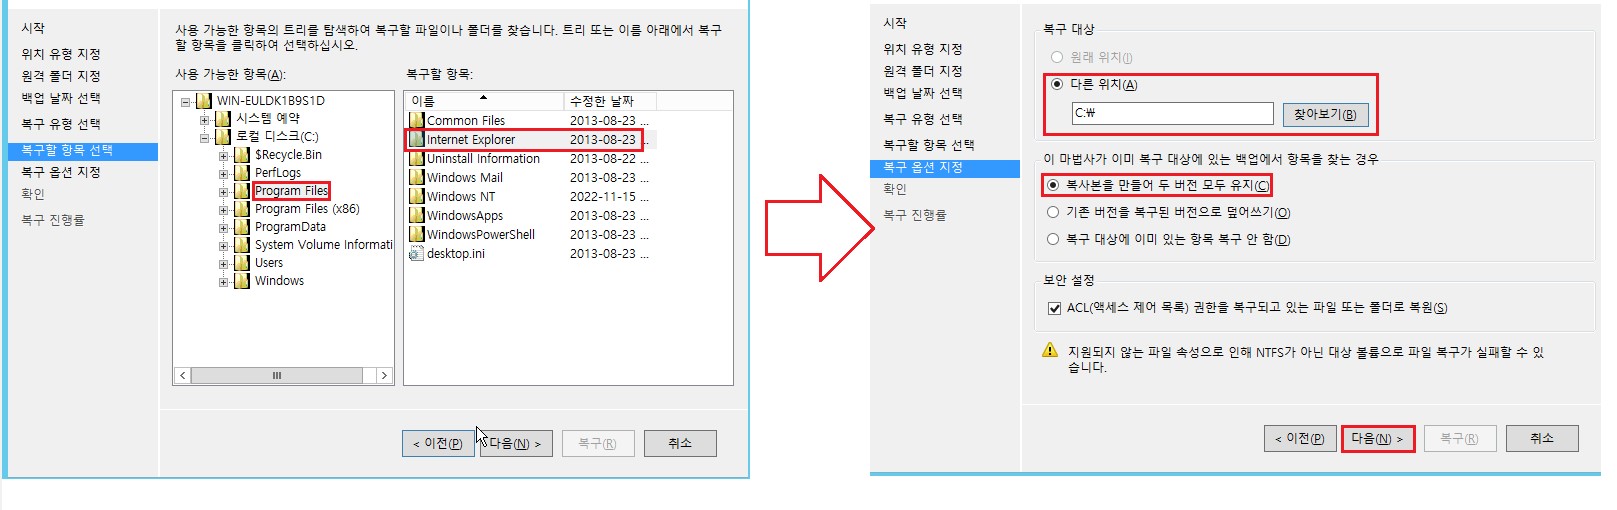 시작
위치 유형 지정
원격 폴더 지정
백업 날짜 선택
복구 유형 선택
복구할 항목 선택
복구 옵션 지정
확인
복구 진행률
사용 가능한 항목의 트리를 탐색하여 복구할 파일이나 폴더를 찾습니다. 트리 또는 이름 아래에서 복구
할 항목을 클릭하여 선택하십시오.
사용 가능한 항목(A):
WIN-EULDK1B9S1D
시스템 예약
로컬 디스크(C:)
$Recycle.Bin
PerfLogs
Program Files
Program Files (x86)
ProgramData
System Volume Informati
Users
Windows
복구할 항목:
이름 수정한 날짜
Common Files 2013-08-23 ...
Internet Explorer 2013-08-23 ...
Uninstall Information 2013-08-22 ...
Windows Mail 2013-08-23 ...
Windows NT 2022-11-15 ...
WindowsApps 2013-08-23 ...
WindowsPowerShell 2013-08-23 ...
desktop.ini 2013-08-23 ...
< 이전(P) 다음(N) > 복구(R) 취소
시작
위치 유형 지정
원격 폴더 지정
백업 날짜 선택
복구 유형 선택
복구할 항목 선택
복구 옵션 지정
확인
복구 진행률
복구 대상
원래 위치(I)
다른 위치(A)
C:\ 찾아보기(B)
이 마법사가 이미 복구 대상에 있는 백업에서 항목을 찾는 경우
복사본을 만들어 두 버전 모두 유지(C)
기존 버전을 복구된 버전으로 덮어쓰기(O)
복구 대상에 이미 있는 항목 복구 안 함(D)
보안 설정
ACL(액세스 제어 목록) 권한을 복구되고 있는 파일 또는 폴더로 복원(S)
지원되지 않는 파일 속성으로 인해 NTFS가 아닌 대상 볼륨으로 파일 복구가 실패할 수 있
습니다.
< 이전(P) 다음(N) > 복구(R) 취소